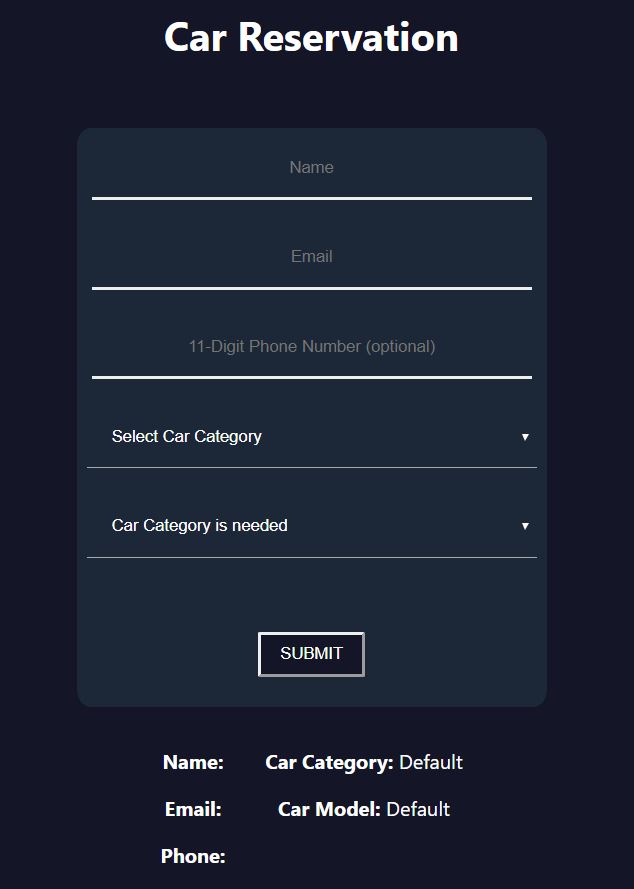 Car Reservation
Name
Email
11-Digit Phone Number (optional)
Select Car Category
Car Category is needed
SUBMIT
Name: Car Category: Default
Email: Car Model: Default
Phone: